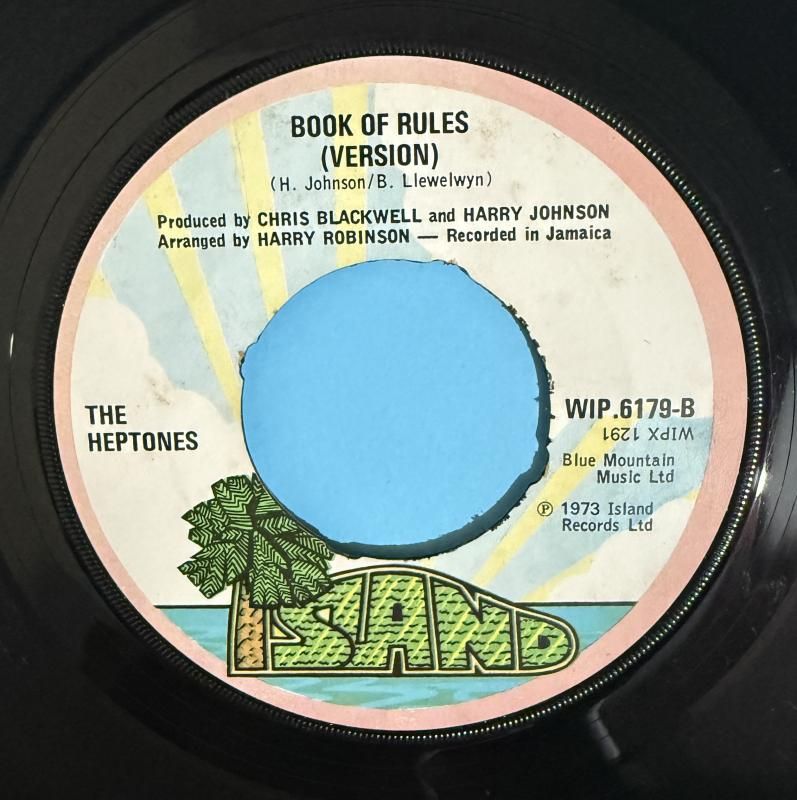 BOOK OF RULES
(VERSION)
(H. Johnson/B. Llewelwyn)
Produced by CHRIS BLACKWELL and HARRY JOHNSON
Arranged by HARRY ROBINSON — Recorded in Jamaica
THE
HEPTONES
WIP.6179-B
WIPX 1291
Blue Mountain
Music Ltd
℗ 1973 Island
Records Ltd
ISLAND